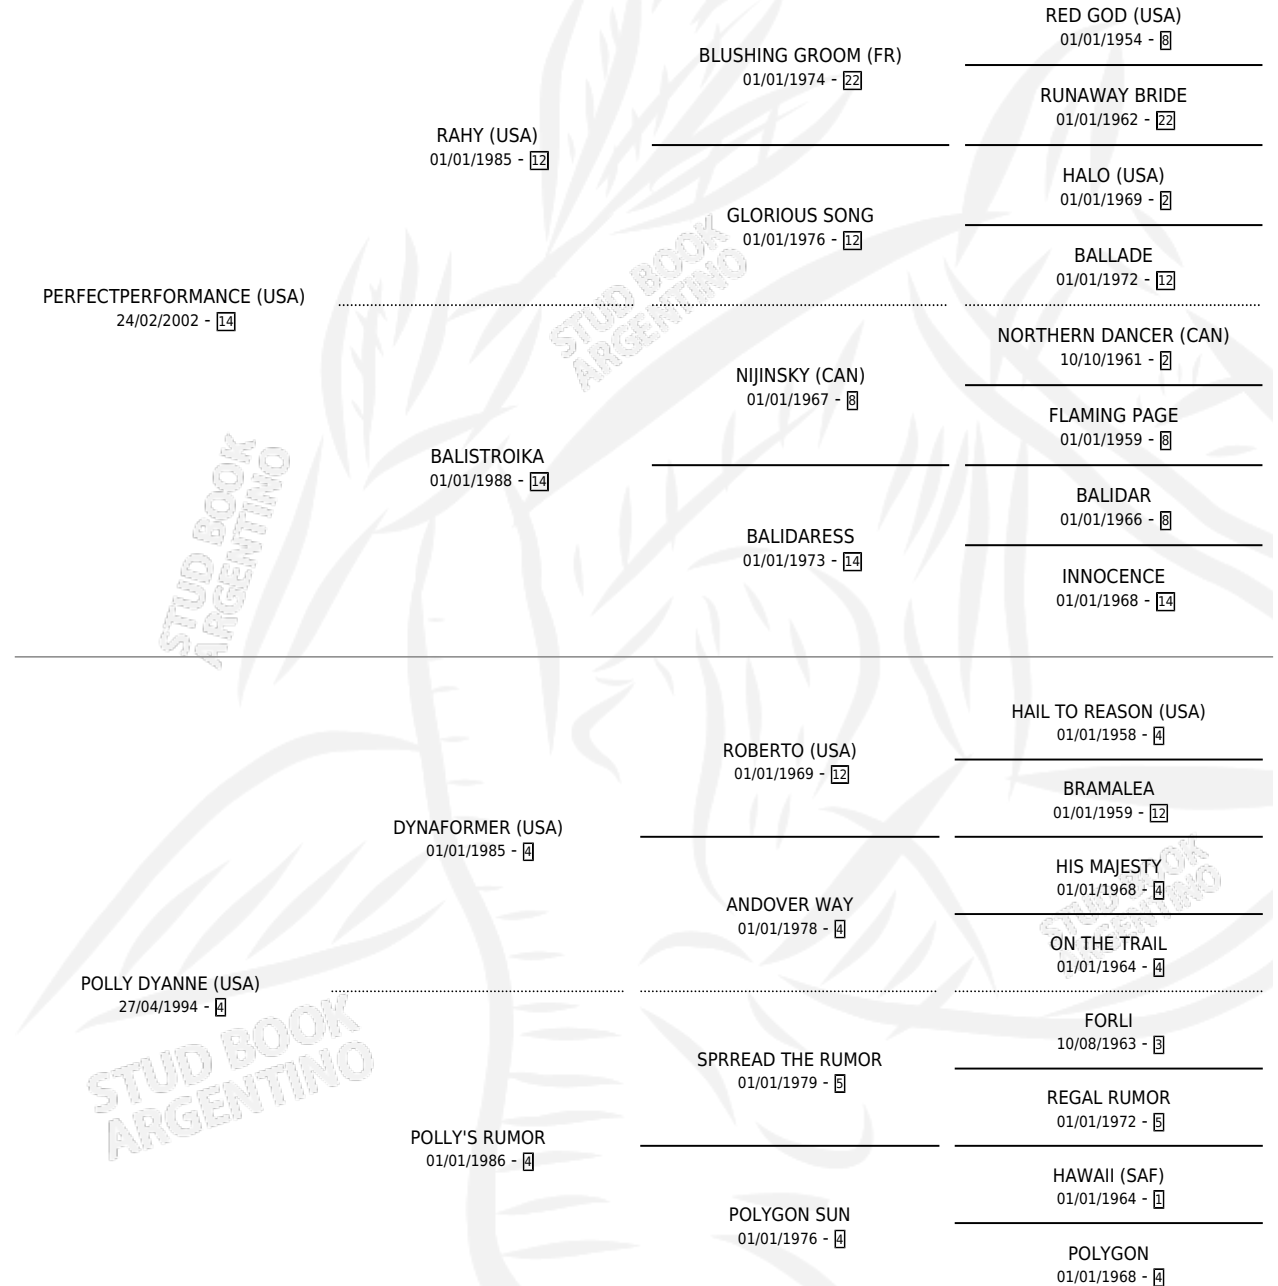 RED GOD (USA)
01/01/1954 - 8
BLUSHING GROOM (FR)
01/01/1974 - 22
RUNAWAY BRIDE
01/01/1962 - 22
RAHY (USA)
01/01/1985 - 12
HALO (USA)
01/01/1969 - 2
GLORIOUS SONG
01/01/1976 - 12
BALLADE
01/01/1972 - 12
PERFECTPERFORMANCE (USA)
24/02/2002 - 14
STUD BOOK
ARGENTINO
NORTHERN DANCER (CAN)
10/10/1961 - 2
NIJINSKY (CAN)
01/01/1967 - 8
FLAMING PAGE
01/01/1959 - 8
BALISTROIKA
01/01/1988 - 14
BALIDAR
01/01/1966 - 8
BALIDARESS
01/01/1973 - 14
INNOCENCE
01/01/1968 - 14
STUD BOOK
ARGENTINO
HAIL TO REASON (USA)
01/01/1958 - 4
ROBERTO (USA)
01/01/1969 - 12
BRAMALEA
01/01/1959 - 12
DYNAFORMER (USA)
01/01/1985 - 4
HIS MAJESTY
01/01/1968 - 4
ANDOVER WAY
01/01/1978 - 4
STUD BOOK
ARGENTINO
ON THE TRAIL
01/01/1964 - 4
POLLY DYANNE (USA)
27/04/1994 - 4
FORLI
10/08/1963 - 3
SPRREAD THE RUMOR
01/01/1979 - 5
STUD BOOK
ARGENTINO
REGAL RUMOR
01/01/1972 - 5
POLLY'S RUMOR
01/01/1986 - 4
HAWAII (SAF)
01/01/1964 - 1
POLYGON SUN
01/01/1976 - 4
POLYGON
01/01/1968 - 4